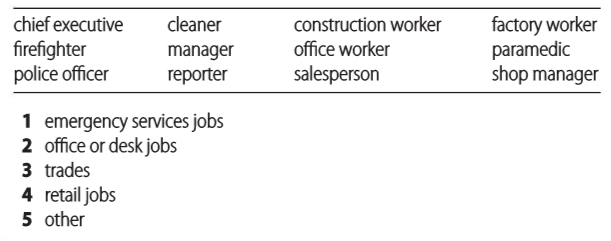 chief executive cleaner construction worker factory worker
firefighter manager office worker paramedic
police officer reporter salesperson shop manager
1 emergency services jobs
2 office or desk jobs
3 trades
4 retail jobs
5 other